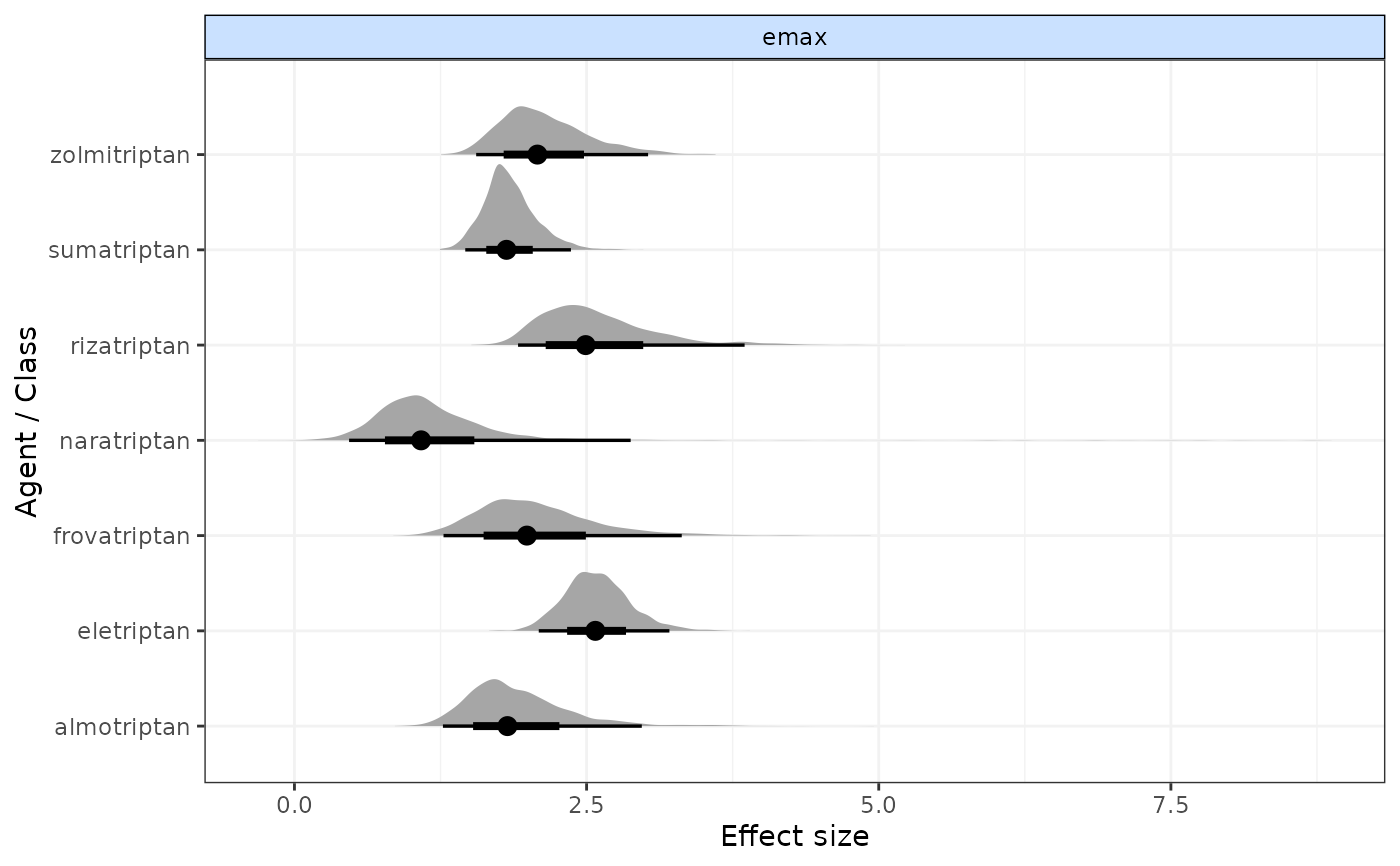 emax
zolmitriptan
sumatriptan
rizatriptan
naratriptan
frovatriptan
eletriptan
almotriptan
Agent / Class
0.0 2.5 5.0 7.5
Effect size